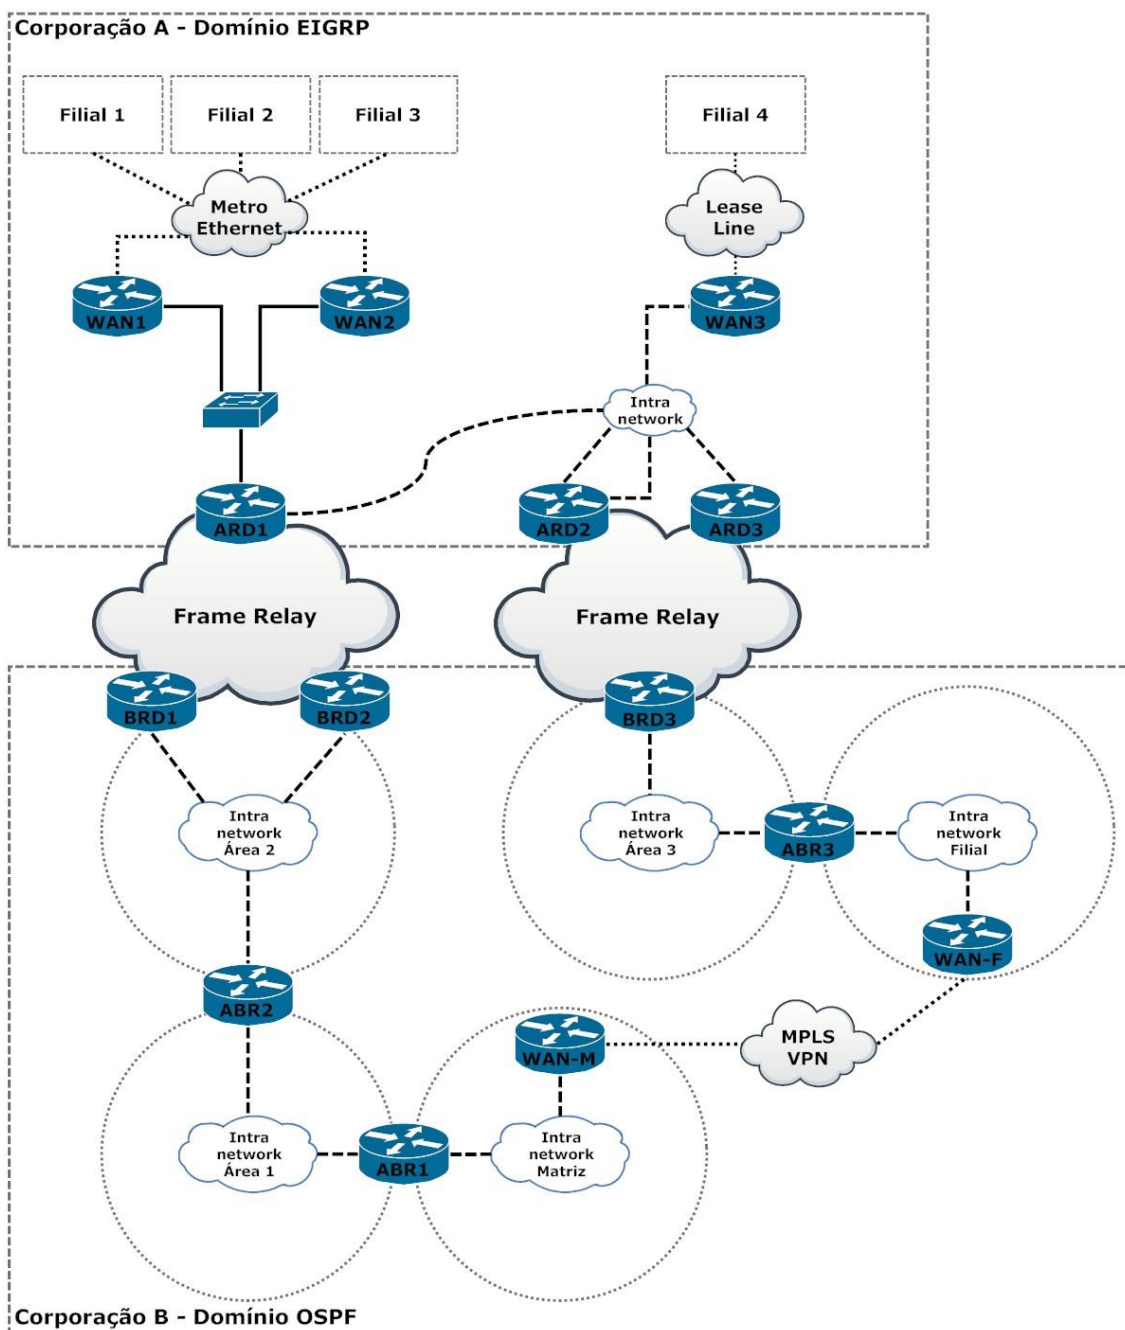 Corporação A - Domínio EIGRP
Filial 1
Filial 2
Filial 3
Filial 4
Metro
Ethernet
Lease
Line
WAN1
WAN2
WAN3
Intra
network
ARD1
ARD2
ARD3
Frame Relay
Frame Relay
BRD1
BRD2
BRD3
Intra
network
Área 2
Intra
network
Área 3
ABR3
Intra
network
Filial
WAN-F
ABR2
WAN-M
MPLS
VPN
Intra
network
Área 1
ABR1
Intra
network
Matriz
Corporação B - Domínio OSPF